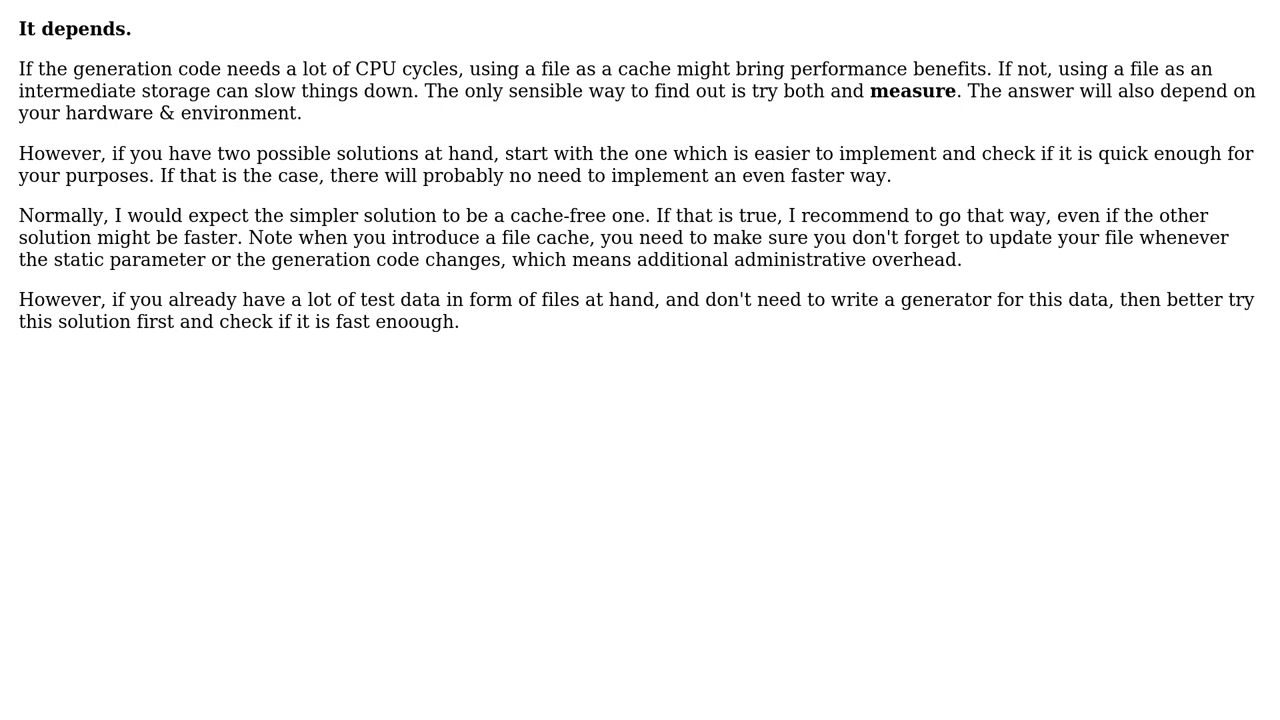 It depends.
If the generation code needs a lot of CPU cycles, using a file as a cache might bring performance benefits. If not, using a file as an
intermediate storage can slow things down. The only sensible way to find out is try both and measure. The answer will also depend on
your hardware & environment.
However, if you have two possible solutions at hand, start with the one which is easier to implement and check if it is quick enough for
your purposes. If that is the case, there will probably no need to implement an even faster way.
Normally, I would expect the simpler solution to be a cache-free one. If that is true, I recommend to go that way, even if the other
solution might be faster. Note when you introduce a file cache, you need to make sure you don't forget to update your file whenever
the static parameter or the generation code changes, which means additional administrative overhead.
However, if you already have a lot of test data in form of files at hand, and don't need to write a generator for this data, then better try
this solution first and check if it is fast enoough.